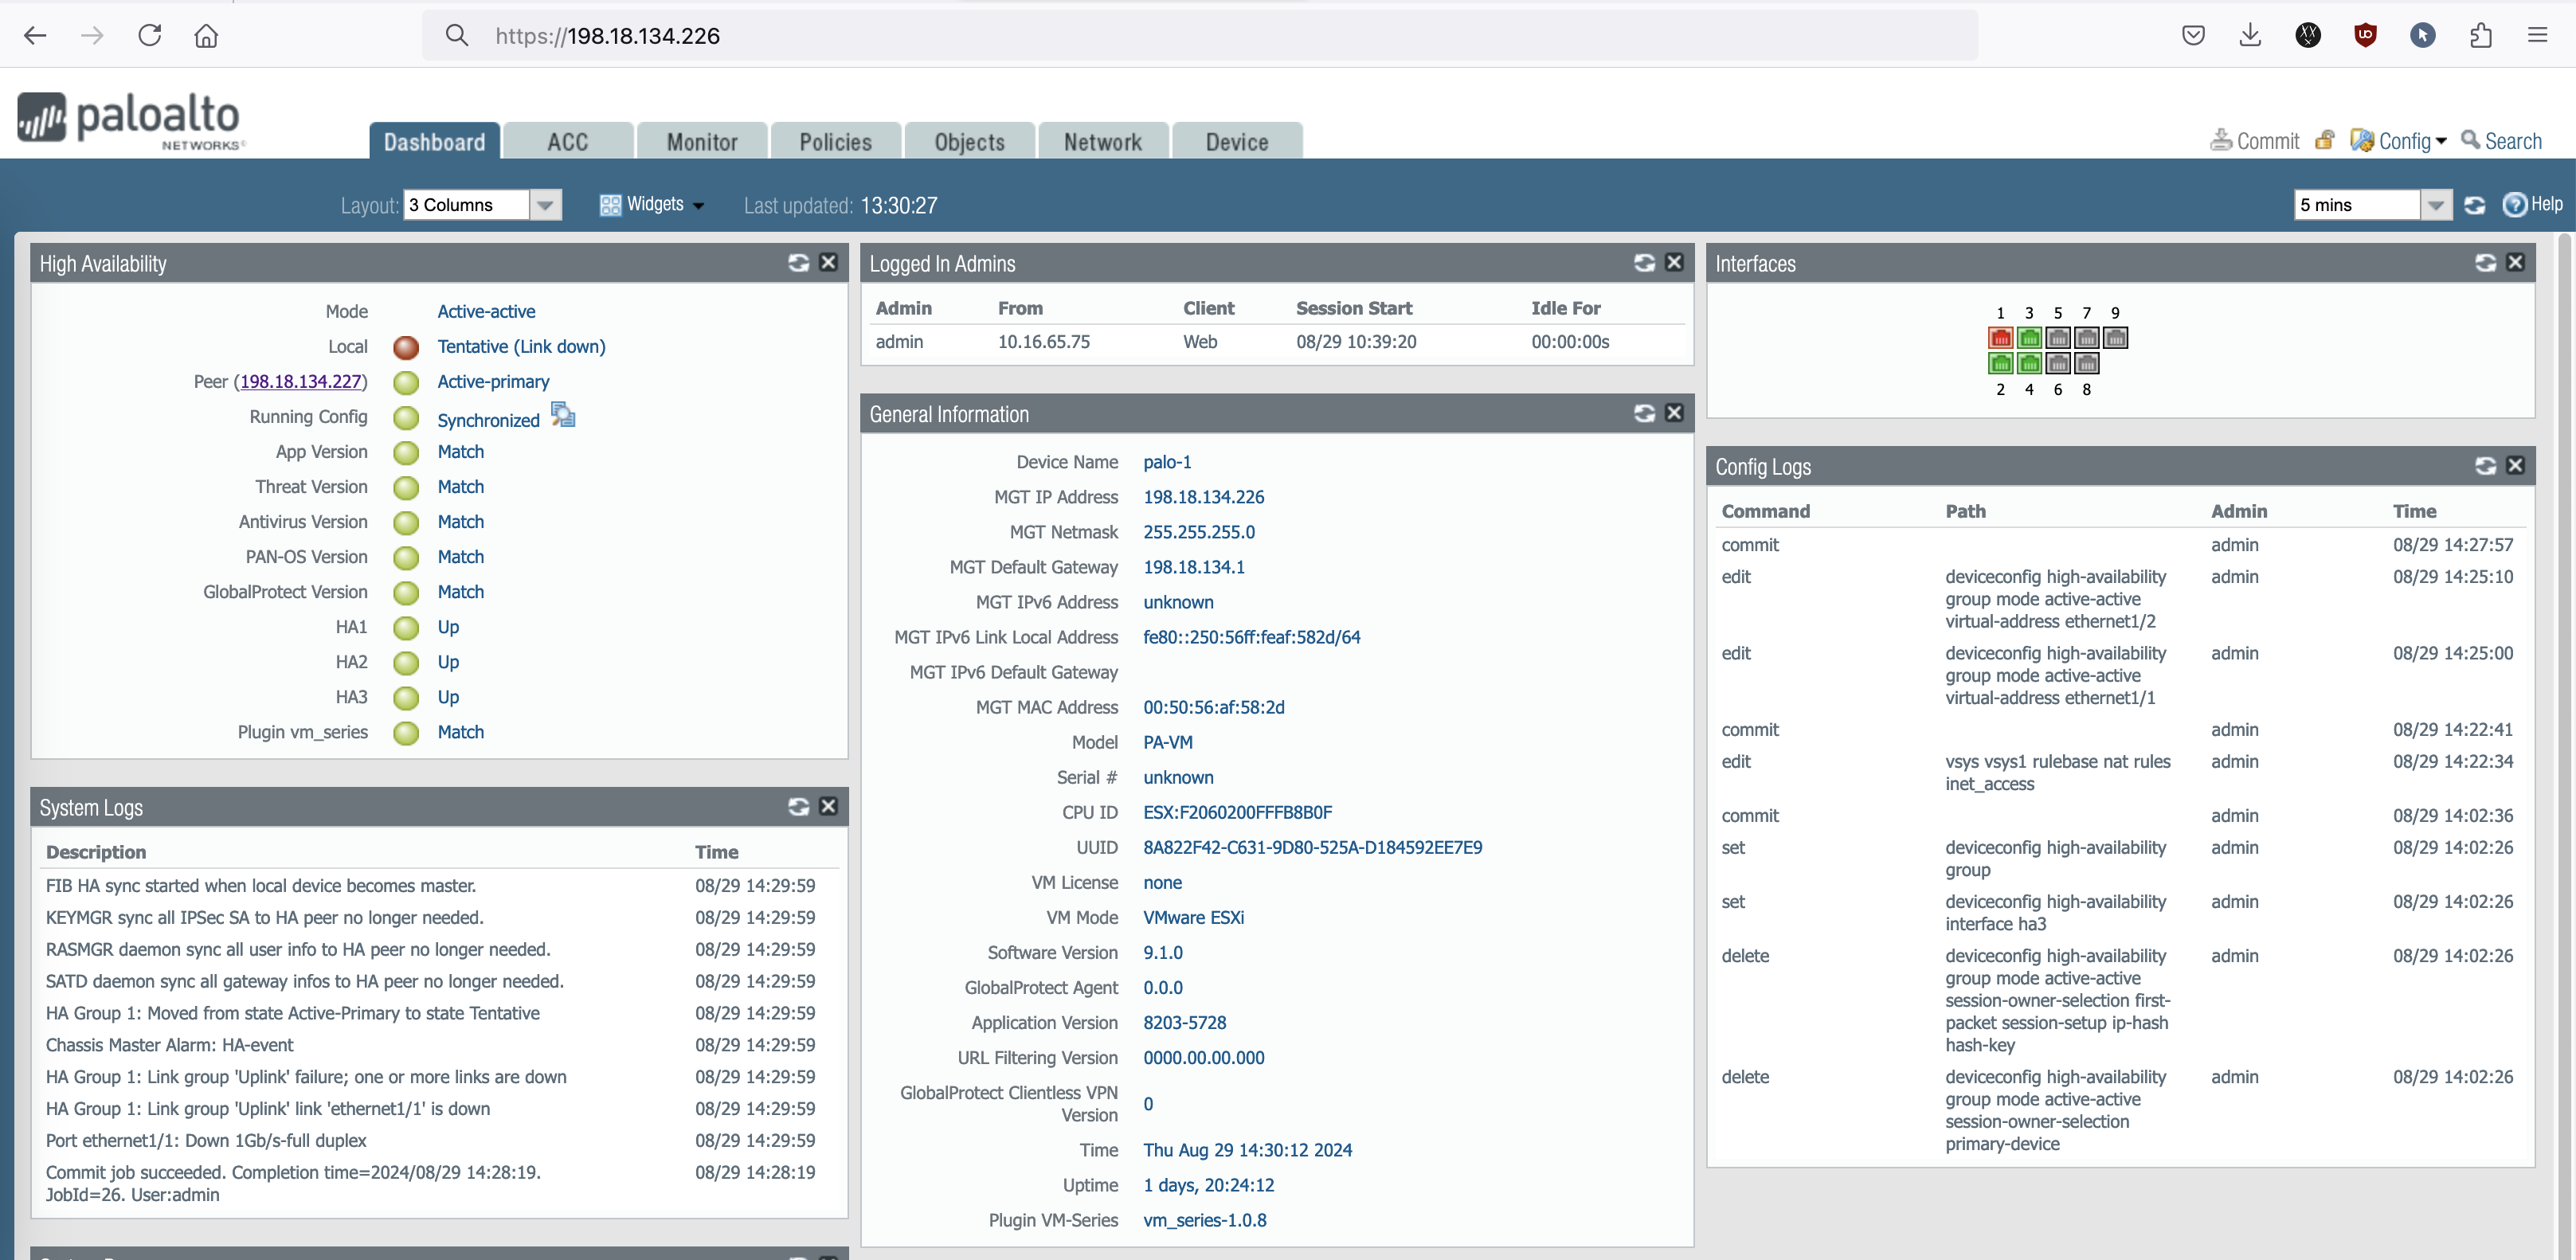 https://198.18.134.226
paloalto
NETWORKS®
Dashboard
ACC
Monitor
Policies
Objects
Network
Device
Commit
Config
Search
Layout: 3 Columns
Widgets
Last updated: 13:30:27
5 mins
Help
High Availability
Mode Active-active
Local Tentative (Link down)
Peer (198.18.134.227) Active-primary
Running Config Synchronized
App Version Match
Threat Version Match
Antivirus Version Match
PAN-OS Version Match
GlobalProtect Version Match
HA1 Up
HA2 Up
HA3 Up
Plugin vm_series Match
System Logs
Description Time
FIB HA sync started when local device becomes master. 08/29 14:29:59
KEYMGR sync all IPSec SA to HA peer no longer needed. 08/29 14:29:59
RASMGR daemon sync all user info to HA peer no longer needed. 08/29 14:29:59
SATD daemon sync all gateway infos to HA peer no longer needed. 08/29 14:29:59
HA Group 1: Moved from state Active-Primary to state Tentative 08/29 14:29:59
Chassis Master Alarm: HA-event 08/29 14:29:59
HA Group 1: Link group 'Uplink' failure; one or more links are down 08/29 14:29:59
HA Group 1: Link group 'Uplink' link 'ethernet1/1' is down 08/29 14:29:59
Port ethernet1/1: Down 1Gb/s-full duplex 08/29 14:29:59
Commit job succeeded. Completion time=2024/08/29 14:28:19. 08/29 14:28:19
JobId=26. User:admin
Logged In Admins
Admin From Client Session Start Idle For
admin 10.16.65.75 Web 08/29 10:39:20 00:00:00s
General Information
Device Name palo-1
MGT IP Address 198.18.134.226
MGT Netmask 255.255.255.0
MGT Default Gateway 198.18.134.1
MGT IPv6 Address unknown
MGT IPv6 Link Local Address fe80::250:56ff:feaf:582d/64
MGT IPv6 Default Gateway
MGT MAC Address 00:50:56:af:58:2d
Model PA-VM
Serial # unknown
CPU ID ESX:F2060200FFFB8B0F
UUID 8A822F42-C631-9D80-525A-D184592EE7E9
VM License none
VM Mode VMware ESXi
Software Version 9.1.0
GlobalProtect Agent 0.0.0
Application Version 8203-5728
URL Filtering Version 0000.00.00.000
GlobalProtect Clientless VPN
Version 0
Time Thu Aug 29 14:30:12 2024
Uptime 1 days, 20:24:12
Plugin VM-Series vm_series-1.0.8
Interfaces
1 3 5 7 9
2 4 6 8
Config Logs
Command Path Admin Time
commit admin 08/29 14:27:57
edit deviceconfig high-availability admin 08/29 14:25:10
group mode active-active
virtual-address ethernet1/2
edit deviceconfig high-availability admin 08/29 14:25:00
group mode active-active
virtual-address ethernet1/1
commit admin 08/29 14:22:41
edit vsys vsys1 rulebase nat rules admin 08/29 14:22:34
inet_access
commit admin 08/29 14:02:36
set deviceconfig high-availability admin 08/29 14:02:26
group
set deviceconfig high-availability admin 08/29 14:02:26
interface ha3
delete deviceconfig high-availability admin 08/29 14:02:26
group mode active-active
session-owner-selection first-
packet session-setup ip-hash
hash-key
delete deviceconfig high-availability admin 08/29 14:02:26
group mode active-active
session-owner-selection
primary-device